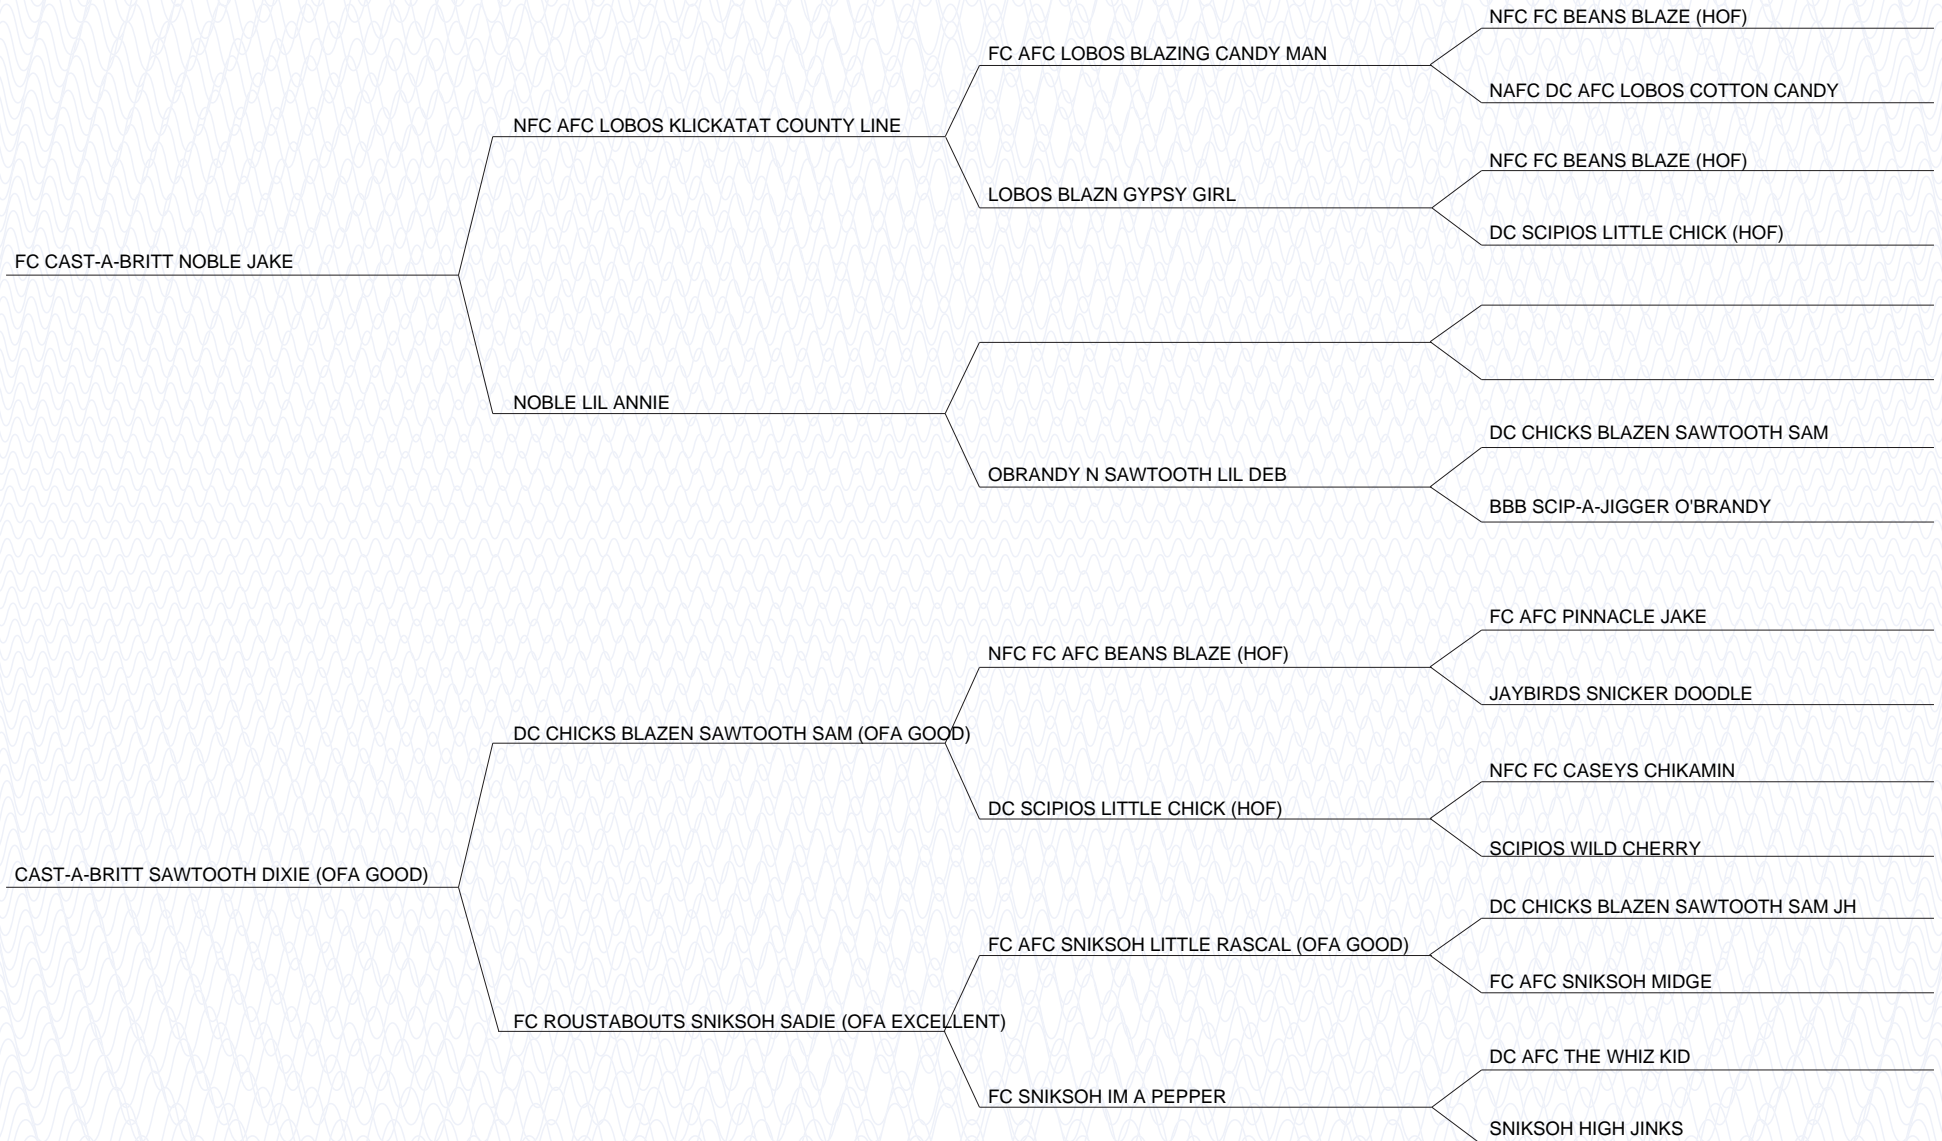 NFC FC BEANS BLAZE (HOF)
FC AFC LOBOS BLAZING CANDY MAN
NAFC DC AFC LOBOS COTTON CANDY
NFC AFC LOBOS KLICKATAT COUNTY LINE
NFC FC BEANS BLAZE (HOF)
LOBOS BLAZN GYPSY GIRL
DC SCIPIOS LITTLE CHICK (HOF)
FC CAST-A-BRITT NOBLE JAKE
NOBLE LIL ANNIE
DC CHICKS BLAZEN SAWTOOTH SAM
OBRANDY N SAWTOOTH LIL DEB
BBB SCIP-A-JIGGER O'BRANDY
FC AFC PINNACLE JAKE
NFC FC AFC BEANS BLAZE (HOF)
JAYBIRDS SNICKER DOODLE
DC CHICKS BLAZEN SAWTOOTH SAM (OFA GOOD)
NFC FC CASEYS CHIKAMIN
DC SCIPIOS LITTLE CHICK (HOF)
SCIPIOS WILD CHERRY
CAST-A-BRITT SAWTOOTH DIXIE (OFA GOOD)
DC CHICKS BLAZEN SAWTOOTH SAM JH
FC AFC SNIKSOH LITTLE RASCAL (OFA GOOD)
FC AFC SNIKSOH MIDGE
FC ROUSTABOUTS SNIKSOH SADIE (OFA EXCELLENT)
DC AFC THE WHIZ KID
FC SNIKSOH IM A PEPPER
SNIKSOH HIGH JINKS